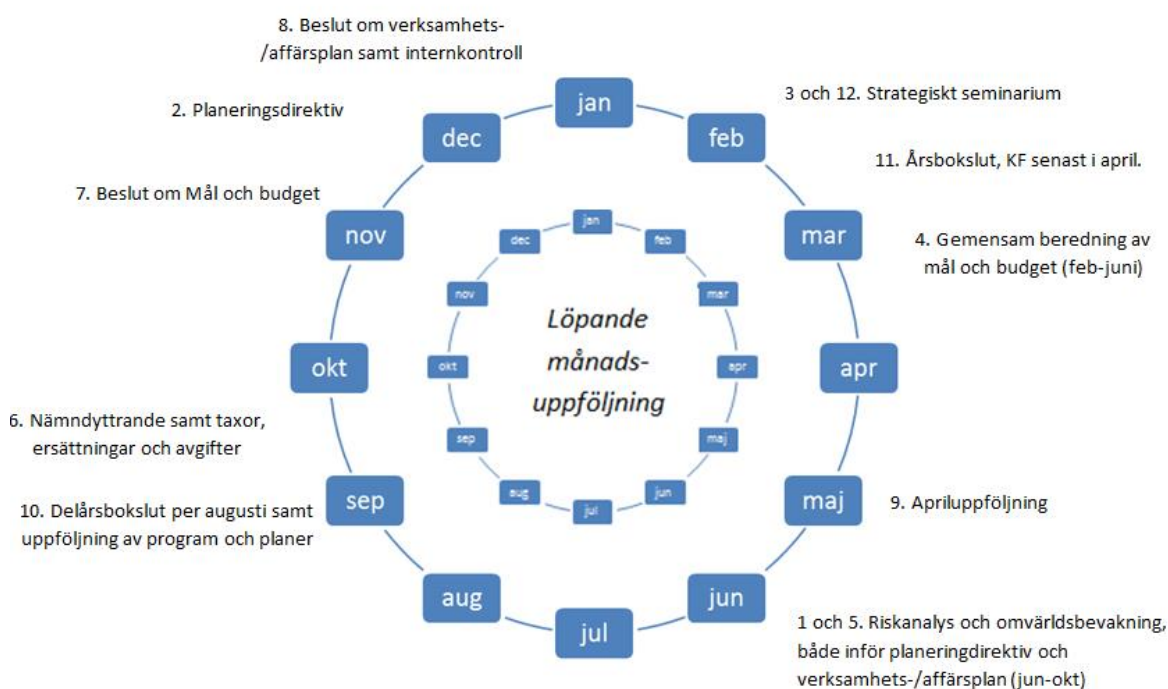 8. Beslut om verksamhets-
/affärsplan samt internkontroll
jan
3 och 12. Strategiskt seminarium
2. Planeringsdirektiv
dec
feb
11. Årsbokslut, KF senast i april.
7. Beslut om Mål och budget
nov
mar
4. Gemensam beredning av
mål och budget (feb-juni)
jan
dec
feb
nov
mar
Löpande
månads-
uppföljning
okt
apr
okt
apr
sep
maj
aug
jun
jul
6. Nämndyttrande samt taxor,
ersättningar och avgifter
sep
maj
9. Apriluppföljning
10. Delårsbokslut per augusti samt
uppföljning av program och planer
aug
jun
jul
1 och 5. Riskanalys och omvärldsbevakning,
både inför planeringdirektiv och
verksamhets-/affärsplan (jun-okt)